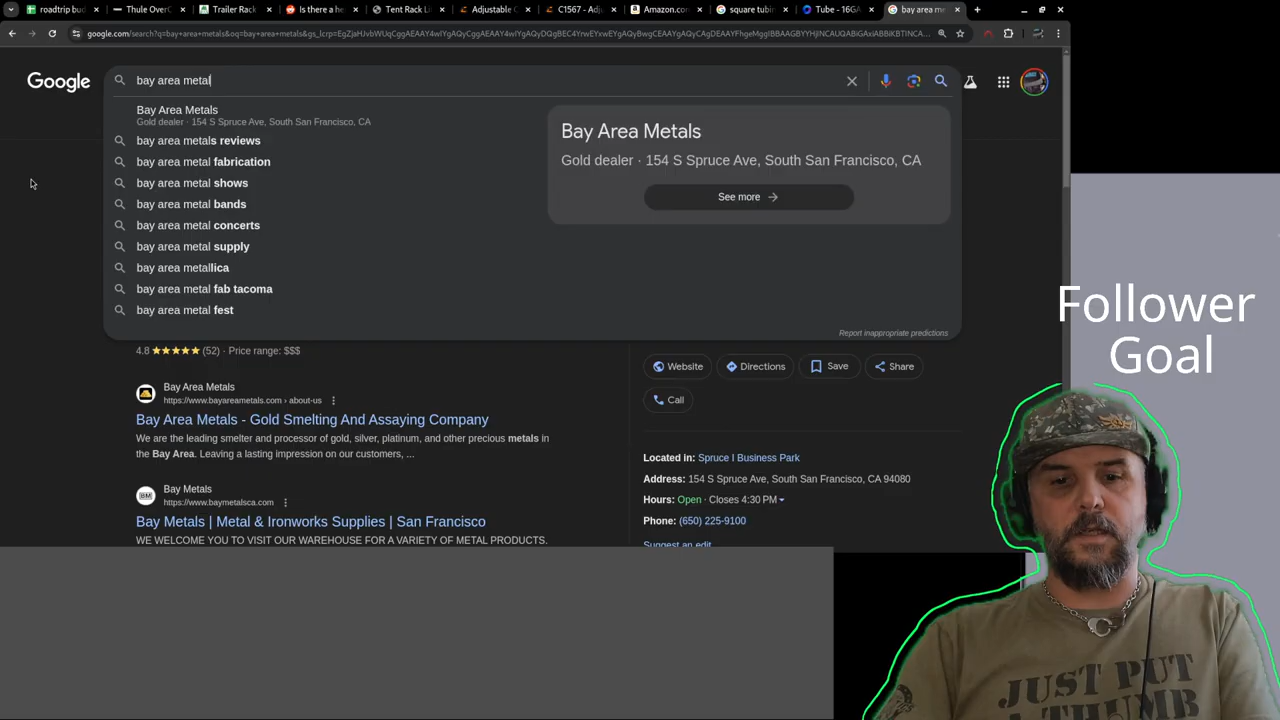 roadtrip bud
Thule OverC
Trailer Rack
Is there a he
Tent Rack Li
Adjustable C
C1567 - Adju
Amazon.co
square tubin
Tube - 16GA
bay area me
Google
bay area metal
Bay Area Metals
Gold dealer · 154 S Spruce Ave, South San Francisco, CA
bay area metals reviews
bay area metal fabrication
bay area metal shows
bay area metal bands
bay area metal concerts
bay area metal supply
bay area metallica
bay area metal fab tacoma
bay area metal fest
Bay Area Metals
Gold dealer · 154 S Spruce Ave, South San Francisco, CA
See more
Report inappropriate predictions
4.8 ★★★★★ (52) · Price range: $$$
Bay Area Metals
https://www.bayareametals.com › about-us
Bay Area Metals - Gold Smelting And Assaying Company
We are the leading smelter and processor of gold, silver, platinum, and other precious metals in
the Bay Area. Leaving a lasting impression on our customers, ...
BM
Bay Metals
https://www.baymetalsca.com
Bay Metals | Metal & Ironworks Supplies | San Francisco
WE WELCOME YOU TO VISIT OUR WAREHOUSE FOR A VARIETY OF METAL PRODUCTS.
Website
Directions
Save
Share
Call
Located in: Spruce I Business Park
Address: 154 S Spruce Ave, South San Francisco, CA 94080
Hours: Open · Closes 4:30 PM
Phone: (650) 225-9100
Suggest an edit
Follower
Goal
JUST PUT
A THUMB